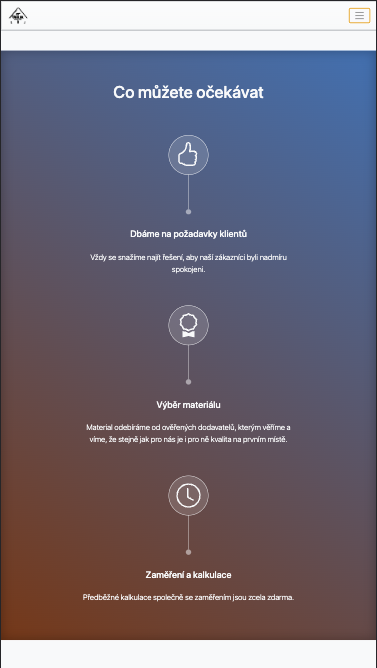 Co můžete očekávat
Dbáme na požadavky klientů
Vždy se snažíme najít řešení, aby naší zákazníci byli nadmíru
spokojeni.
Výběr materiálu
Material odebíráme od ověřených dodavatelů, kterým věříme a
víme, že stejně jak pro nás je i pro ně kvalita na prvním místě.
Zaměření a kalkulace
Předběžné kalkulace společně se zaměřením jsou zcela zdarma.